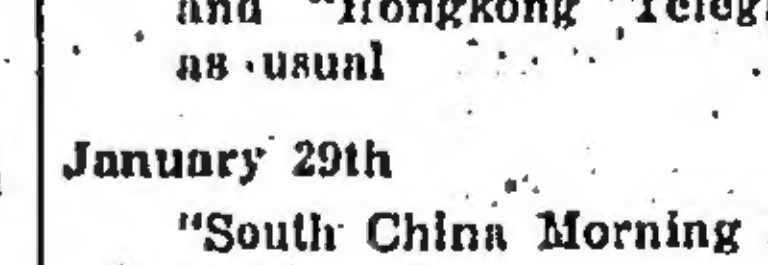 and "Hongkong Teleg
as usual
January 29th
"South China Morning